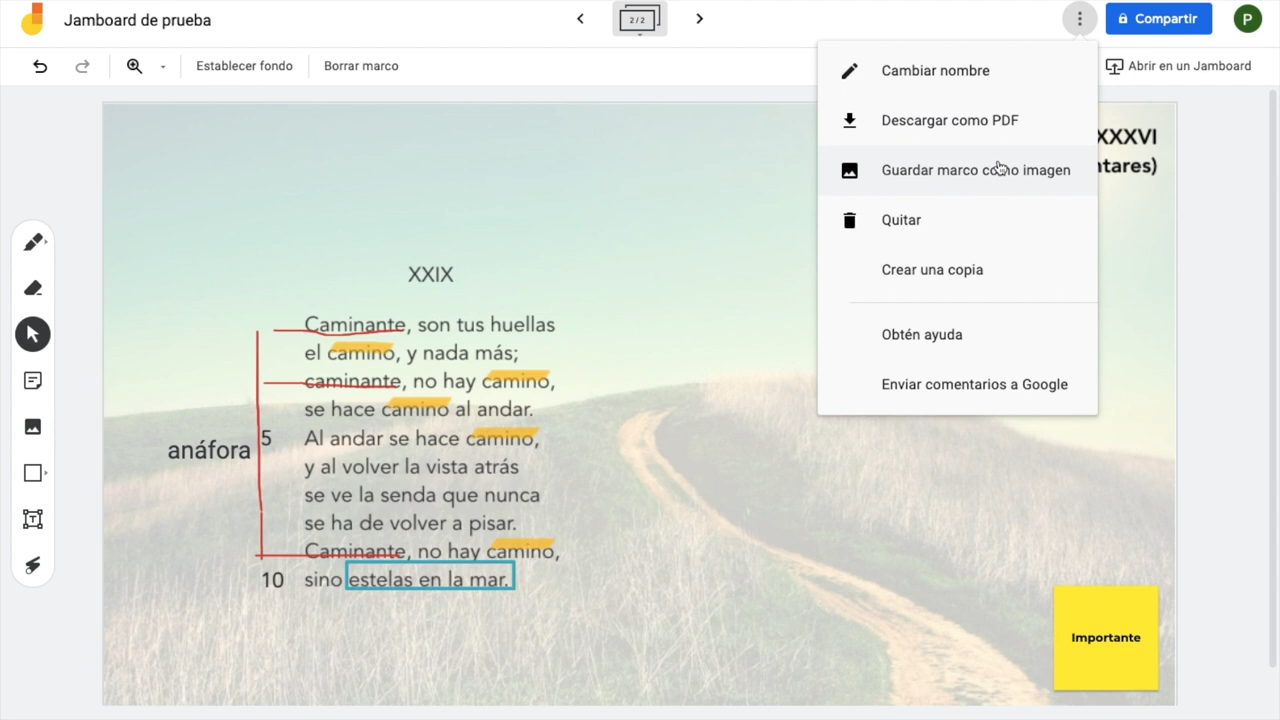 Jamboard de prueba
2 / 2
Compartir
P
Establecer fondo
Borrar marco
Abrir en un Jamboard
Cambiar nombre
Descargar como PDF
Guardar marco como imagen
Quitar
Crear una copia
Obtén ayuda
Enviar comentarios a Google
XXXVI
ntares)
XXIX
Caminante, son tus huellas
el camino, y nada más;
caminante, no hay camino,
se hace camino al andar.
5 Al andar se hace camino,
anáfora
y al volver la vista atrás
se ve la senda que nunca
se ha de volver a pisar.
Caminante, no hay camino,
10 sino estelas en la mar.
Importante